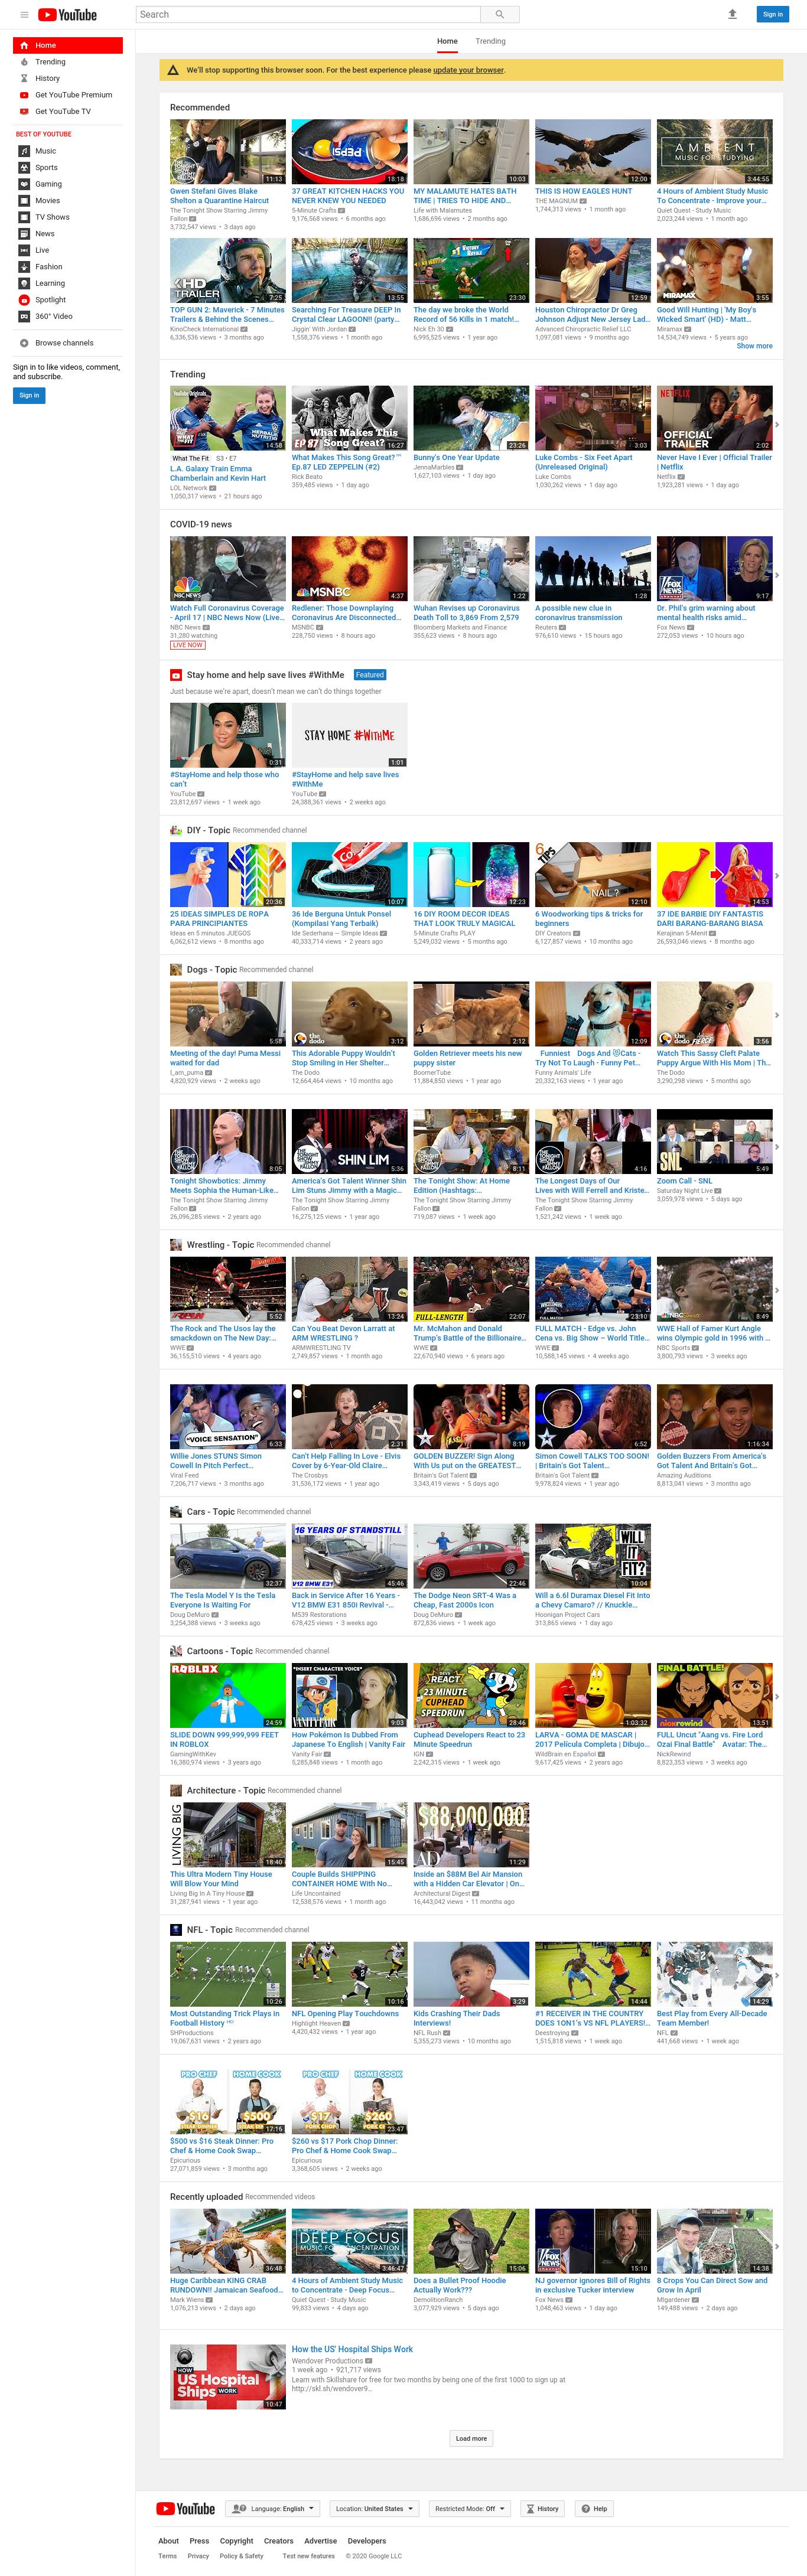 YouTube
Search
Sign in
Home
Trending
History
Get YouTube Premium
Get YouTube TV
BEST OF YOUTUBE
Music
Sports
Gaming
Movies
TV Shows
News
Live
Fashion
Learning
Spotlight
360° Video
Browse channels
Sign in to like videos, comment,
and subscribe.
Sign in
Home
Trending
We'll stop supporting this browser soon. For the best experience please update your browser.
Recommended
11:13
Gwen Stefani Gives Blake
Shelton a Quarantine Haircut
The Tonight Show Starring Jimmy
Fallon
3,732,547 views • 3 days ago
18:18
37 GREAT KITCHEN HACKS YOU
NEVER KNEW YOU NEEDED
5-Minute Crafts
9,176,568 views • 6 months ago
10:03
MY MALAMUTE HATES BATH
TIME | TRIES TO HIDE AND...
Life with Malamutes
1,686,696 views • 2 months ago
12:00
THIS IS HOW EAGLES HUNT
THE MAGNUM
1,744,313 views • 1 month ago
AMBIENT
MUSIC FOR STUDYING
3:44:55
4 Hours of Ambient Study Music
To Concentrate - Improve your...
Quiet Quest - Study Music
2,023,244 views • 1 month ago
HD
TRAILER
7:25
TOP GUN 2: Maverick - 7 Minutes
Trailers & Behind the Scenes...
KinoCheck International
6,336,536 views • 3 months ago
13:55
Searching For Treasure DEEP In
Crystal Clear LAGOON!! (party...
Jiggin' With Jordan
1,558,376 views • 1 month ago
23:30
The day we broke the World
Record of 56 Kills in 1 match!...
Nick Eh 30
6,995,525 views • 1 year ago
12:59
Houston Chiropractor Dr Greg
Johnson Adjust New Jersey Lad...
Advanced Chiropractic Relief LLC
1,097,081 views • 9 months ago
MIRAMAX
3:55
Good Will Hunting | 'My Boy's
Wicked Smart' (HD) - Matt...
Miramax
14,534,749 views • 5 years ago
Show more
Trending
YouTube Originals
14:58
What The Fit S3 • E7
L.A. Galaxy Train Emma
Chamberlain and Kevin Hart
LOL Network
1,050,317 views • 21 hours ago
EP 87 What Makes This Song Great?
16:27
What Makes This Song Great?™
Ep.87 LED ZEPPELIN (#2)
Rick Beato
359,485 views • 1 day ago
23:26
Bunny's One Year Update
JennaMarbles
1,627,103 views • 1 day ago
3:03
Luke Combs - Six Feet Apart
(Unreleased Original)
Luke Combs
1,030,262 views • 1 day ago
NETFLIX
OFFICIAL
TRAILER
2:02
Never Have I Ever | Official Trailer
| Netflix
Netflix
1,923,281 views • 1 day ago
COVID-19 news
NBC NEWS
Watch Full Coronavirus Coverage
- April 17 | NBC News Now (Live...
NBC News
31,280 watching
LIVE NOW
MSNBC
4:37
Redlener: Those Downplaying
Coronavirus Are Disconnected...
MSNBC
228,750 views • 8 hours ago
1:22
Wuhan Revises up Coronavirus
Death Toll to 3,869 From 2,579
Bloomberg Markets and Finance
355,623 views • 8 hours ago
1:28
A possible new clue in
coronavirus transmission
Reuters
976,610 views • 15 hours ago
FOX NEWS
9:17
Dr. Phil's grim warning about
mental health risks amid...
Fox News
272,053 views • 10 hours ago
Stay home and help save lives #WithMe Featured
Just because we're apart, doesn't mean we can't do things together
0:31
#StayHome and help those who
can't
YouTube
23,812,697 views • 1 week ago
STAY HOME #WITHME
1:01
#StayHome and help save lives
#WithMe
YouTube
24,388,361 views • 2 weeks ago
DIY - Topic Recommended channel
20:36
25 IDEAS SIMPLES DE ROPA
PARA PRINCIPIANTES
Ideas en 5 minutos JUEGOS
6,062,612 views • 8 months ago
10:07
36 Ide Berguna Untuk Ponsel
(Kompilasi Yang Terbaik)
Ide Sederhana — Simple Ideas
40,333,714 views • 2 years ago
12:23
16 DIY ROOM DECOR IDEAS
THAT LOOK TRULY MAGICAL
5-Minute Crafts PLAY
5,249,032 views • 5 months ago
6 TIPS
NAIL?
12:10
6 Woodworking tips & tricks for
beginners
DIY Creators
6,127,857 views • 10 months ago
14:53
37 IDE BARBIE DIY FANTASTIS
DARI BARANG-BARANG BIASA
Kerajinan 5-Menit
26,593,046 views • 8 months ago
Dogs - Topic Recommended channel
5:58
Meeting of the day! Puma Messi
waited for dad
I_am_puma
4,820,929 views • 2 weeks ago
the dodo
3:12
This Adorable Puppy Wouldn't
Stop Smiling in Her Shelter...
The Dodo
12,664,464 views • 10 months ago
2:12
Golden Retriever meets his new
puppy sister
BoomerTube
11,884,850 views • 1 year ago
12:09
Funniest Dogs And 😻Cats -
Try Not To Laugh - Funny Pet...
Funny Animals' Life
20,332,163 views • 1 year ago
the dodo
3:56
Watch This Sassy Cleft Palate
Puppy Argue With His Mom | Th...
The Dodo
3,290,298 views • 5 months ago
8:05
Tonight Showbotics: Jimmy
Meets Sophia the Human-Like...
The Tonight Show Starring Jimmy
Fallon
26,096,285 views • 2 years ago
SHIN LIM
5:36
America's Got Talent Winner Shin
Lim Stuns Jimmy with a Magic...
The Tonight Show Starring Jimmy
Fallon
16,275,125 views • 1 year ago
8:11
The Tonight Show: At Home
Edition (Hashtags:...
The Tonight Show Starring Jimmy
Fallon
719,087 views • 1 week ago
4:16
The Longest Days of Our
Lives with Will Ferrell and Kriste...
The Tonight Show Starring Jimmy
Fallon
1,521,242 views • 1 week ago
SNL
5:49
Zoom Call - SNL
Saturday Night Live
3,059,978 views • 5 days ago
Wrestling - Topic Recommended channel
5:52
The Rock and The Usos lay the
smackdown on The New Day:...
WWE
36,155,510 views • 4 years ago
13:24
Can You Beat Devon Larratt at
ARM WRESTLING ?
ARMWRESTLING TV
2,749,857 views • 1 month ago
FULL-LENGTH
22:07
Mr. McMahon and Donald
Trump's Battle of the Billionaire...
WWE
22,670,940 views • 6 years ago
23:10
FULL MATCH - Edge vs. John
Cena vs. Big Show – World Title...
WWE
10,588,145 views • 4 weeks ago
8:49
WWE Hall of Famer Kurt Angle
wins Olympic gold in 1996 with ...
NBC Sports
3,800,793 views • 3 weeks ago
"VOICE SENSATION"
6:33
Willie Jones STUNS Simon
Cowell In Pitch Perfect...
Viral Feed
7,206,717 views • 3 months ago
2:31
Can't Help Falling In Love - Elvis
Cover by 6-Year-Old Claire...
The Crosbys
31,536,172 views • 1 year ago
8:19
GOLDEN BUZZER! Sign Along
With Us put on the GREATEST...
Britain's Got Talent
3,343,419 views • 5 days ago
6:52
Simon Cowell TALKS TOO SOON!
| Britain's Got Talent...
Britain's Got Talent
9,978,824 views • 1 year ago
1:16:34
Golden Buzzers From America's
Got Talent And Britain's Got...
Amazing Auditions
8,813,041 views • 3 months ago
Cars - Topic Recommended channel
32:37
The Tesla Model Y Is the Tesla
Everyone Is Waiting For
Doug DeMuro
3,254,388 views • 3 weeks ago
16 YEARS OF STANDSTILL
V12 BMW E31
45:46
Back in Service After 16 Years -
V12 BMW E31 850I Revival -...
M539 Restorations
678,425 views • 3 weeks ago
22:46
The Dodge Neon SRT-4 Was a
Cheap, Fast 2000s Icon
Doug DeMuro
872,836 views • 1 week ago
WILL IT FIT?
10:04
Will a 6.6l Duramax Diesel Fit Into
a Chevy Camaro? // Knuckle...
Hoonigan Project Cars
313,865 views • 1 day ago
Cartoons - Topic Recommended channel
ROBLOX
24:59
SLIDE DOWN 999,999,999 FEET
IN ROBLOX
GamingWithKev
16,380,974 views • 3 years ago
*INSERT CHARACTER VOICE*
VANITY FAIR
9:03
How Pokémon Is Dubbed From
Japanese To English | Vanity Fair
Vanity Fair
5,285,848 views • 1 month ago
DEVS REACT
23 MINUTE
CUPHEAD
SPEEDRUN
28:46
Cuphead Developers React to 23
Minute Speedrun
IGN
2,242,315 views • 1 week ago
1:03:32
LARVA - GOMA DE MASCAR |
2017 Película Completa | Dibujo...
WildBrain en Español
9,617,425 views • 2 years ago
FINAL BATTLE!
nickrewind
13:51
FULL Uncut "Aang vs. Fire Lord
Ozai Final Battle" Avatar: The...
NickRewind
8,823,353 views • 3 weeks ago
Architecture - Topic Recommended channel
LIVING BIG
18:40
This Ultra Modern Tiny House
Will Blow Your Mind
Living Big In A Tiny House
31,287,941 views • 1 year ago
15:45
Couple Builds SHIPPING
CONTAINER HOME With No...
Life Uncontained
12,538,576 views • 1 month ago
$88,000,000
AD
11:29
Inside an $88M Bel Air Mansion
with a Hidden Car Elevator | On...
Architectural Digest
16,443,042 views • 11 months ago
NFL - Topic Recommended channel
10:26
Most Outstanding Trick Plays in
Football History ᴴᴰ
SHProductions
19,067,631 views • 2 years ago
10:16
NFL Opening Play Touchdowns
Highlight Heaven
4,420,432 views • 1 year ago
3:29
Kids Crashing Their Dads
Interviews!
NFL Rush
5,355,273 views • 10 months ago
14:44
#1 RECEIVER IN THE COUNTRY
DOES 1ON1's VS NFL PLAYERS!...
Deestroying
1,515,818 views • 1 week ago
14:29
Best Play from Every All-Decade
Team Member!
NFL
441,668 views • 1 week ago
PRO CHEF HOME COOK
$16 $500
STEAK DINNER
17:16
$500 vs $16 Steak Dinner: Pro
Chef & Home Cook Swap...
Epicurious
27,071,859 views • 3 months ago
PRO CHEF HOME COOK
$17 $260
PORK CHOP
23:47
$260 vs $17 Pork Chop Dinner:
Pro Chef & Home Cook Swap...
Epicurious
3,368,605 views • 2 weeks ago
Recently uploaded Recommended videos
36:48
Huge Caribbean KING CRAB
RUNDOWN!! Jamaican Seafood...
Mark Wiens
1,076,213 views • 2 days ago
DEEP FOCUS
MUSIC FOR CONCENTRATION
3:46:47
4 Hours of Ambient Study Music
to Concentrate - Deep Focus...
Quiet Quest - Study Music
99,833 views • 4 days ago
15:06
Does a Bullet Proof Hoodie
Actually Work???
DemolitionRanch
3,077,929 views • 5 days ago
FOX NEWS
15:10
NJ governor ignores Bill of Rights
in exclusive Tucker interview
Fox News
1,048,463 views • 1 day ago
14:38
8 Crops You Can Direct Sow and
Grow in April
MIgardener
149,488 views • 2 days ago
HOW
US Hospital
Ships WORK
10:47
How the US' Hospital Ships Work
Wendover Productions
1 week ago • 921,717 views
Learn with Skillshare for free for two months by being one of the first 1000 to sign up at
http://skl.sh/wendover9...
Load more
YouTube
Language: English
Location: United States
Restricted Mode: Off
History
Help
About Press Copyright Creators Advertise Developers
Terms Privacy Policy & Safety Test new features © 2020 Google LLC